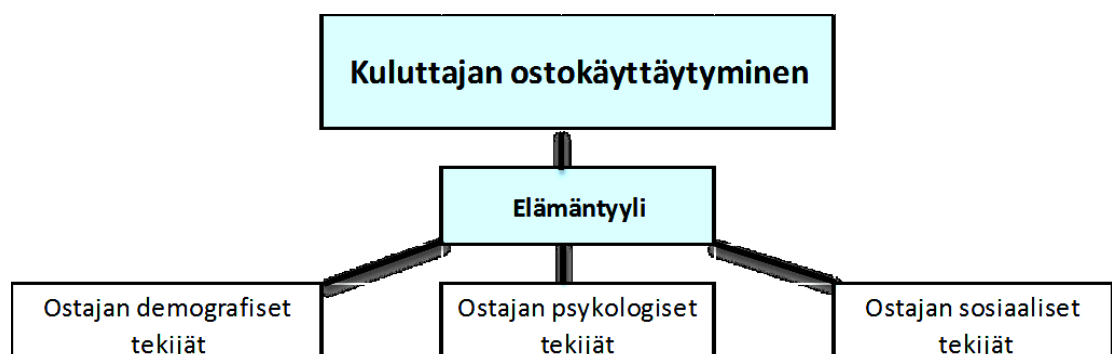 Kuluttajan ostokäyttäytyminen
Elämäntyyli
Ostajan demografiset
tekijät
Ostajan psykologiset
tekijät
Ostajan sosiaaliset
tekijät